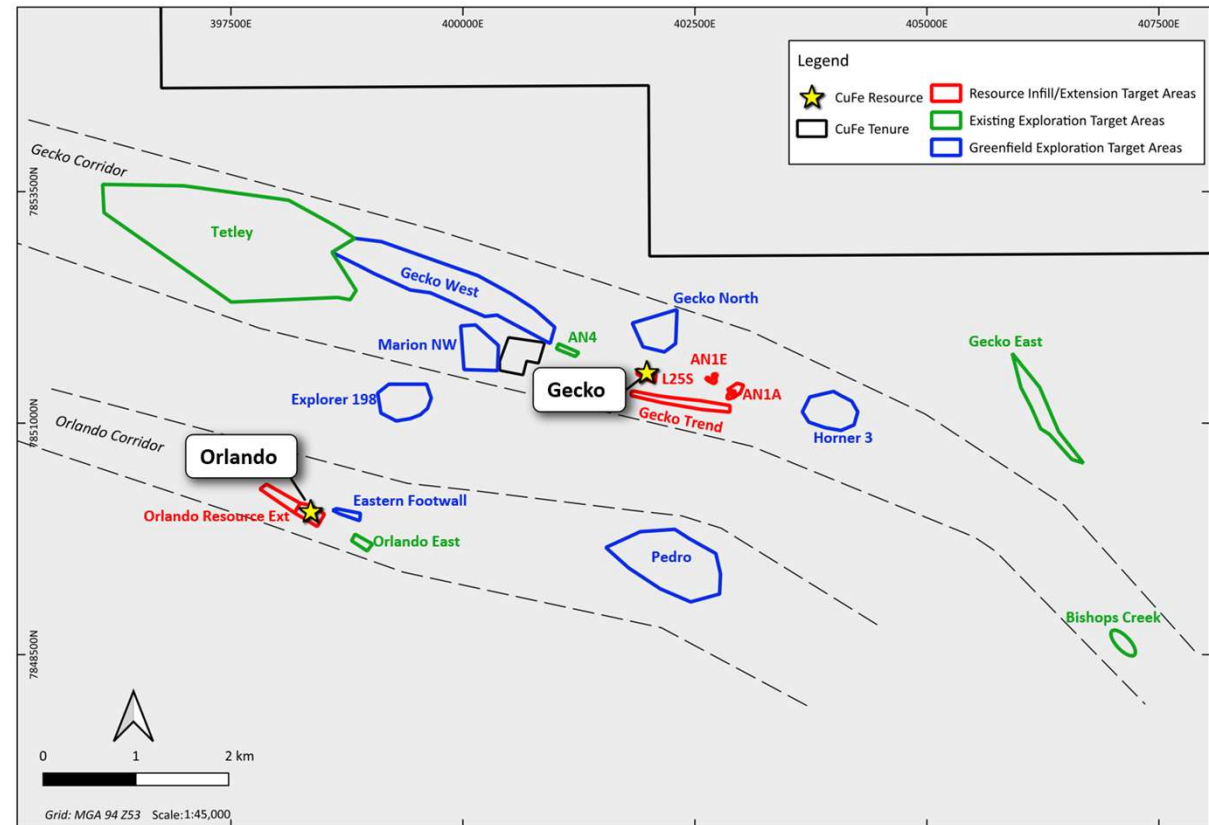 397500E
400000E
402500E
405000E
407500E
Legend
CuFe Resource
CuFe Tenure
Resource Infill/Extension Target Areas
Existing Exploration Target Areas
Greenfield Exploration Target Areas
7853500N
7851000N
7848500N
Gecko Corridor
Tetley
Gecko West
Gecko North
AN4
Marion NW
Gecko East
AN1E
L25S
AN1A
Gecko
Gecko Trend
Explorer 198
Horner 3
Orlando Corridor
Orlando
Eastern Footwall
Orlando Resource Ext
Orlando East
Pedro
Bishops Creek
0 1 2 km
Grid: MGA 94 Z53 Scale: 1:45,000